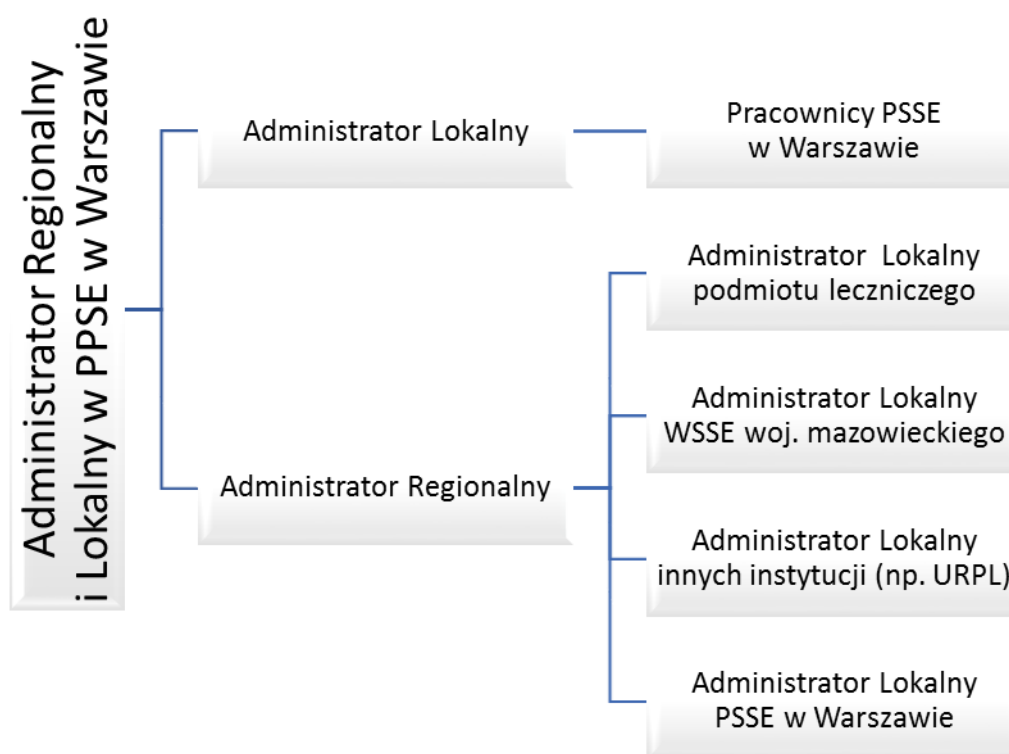 Administrator Regionalny
i Lokalny w PPSE w Warszawie
Administrator Lokalny
Pracownicy PSSE
w Warszawie
Administrator Regionalny
Administrator Lokalny
podmiotu leczniczego
Administrator Lokalny
WSSE woj. mazowieckiego
Administrator Lokalny
innych instytucji (np. URPL)
Administrator Lokalny
PSSE w Warszawie